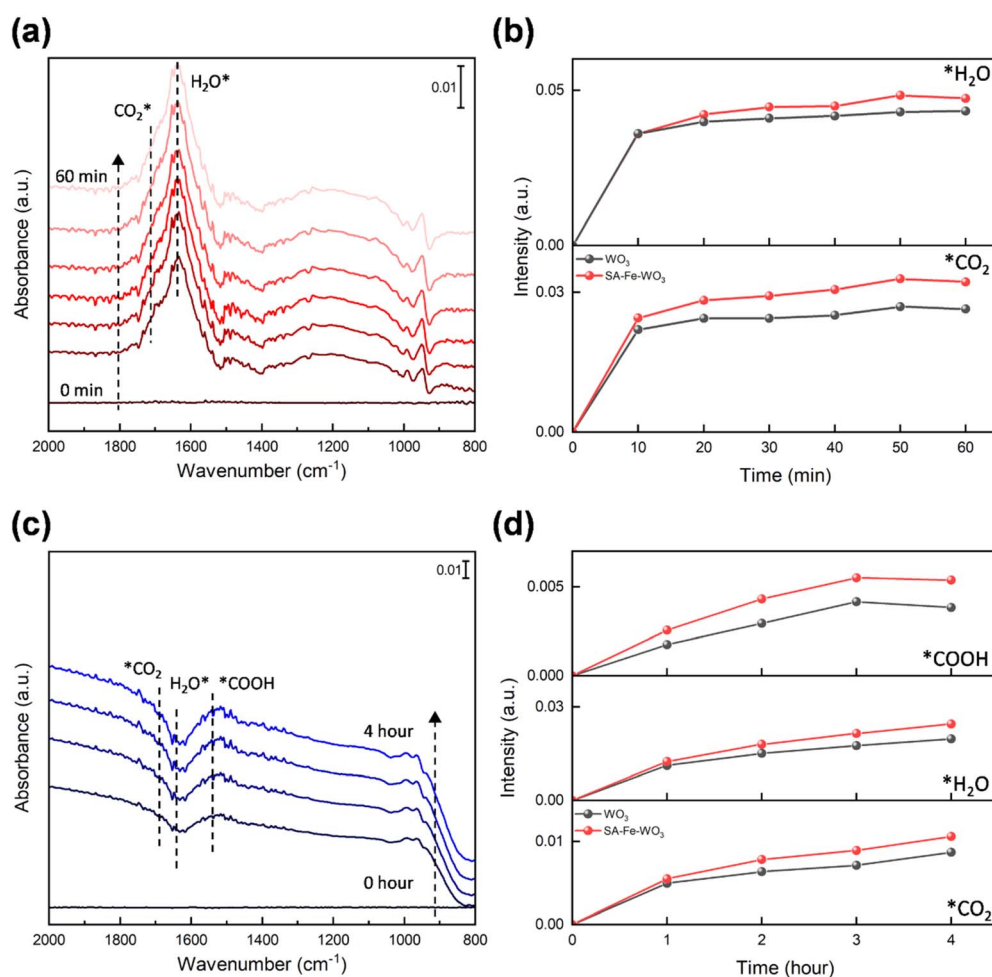 (a)
0.01
H₂O*
CO₂*
60 min
0 min
Absorbance (a.u.)
2000 1800 1600 1400 1200 1000 800
Wavenumber (cm⁻¹)
(b)
*H₂O
0.05
0.00
*CO₂
WO₃
SA-Fe-WO₃
0.03
0.00
Intensity (a.u.)
0 10 20 30 40 50 60
Time (min)
(c)
0.01
*CO₂
H₂O*
*COOH
4 hour
0 hour
Absorbance (a.u.)
2000 1800 1600 1400 1200 1000 800
Wavenumber (cm⁻¹)
(d)
0.005
0.000
*COOH
0.03
0.00
*H₂O
WO₃
SA-Fe-WO₃
0.01
0.00
*CO₂
Intensity (a.u.)
0 1 2 3 4
Time (hour)